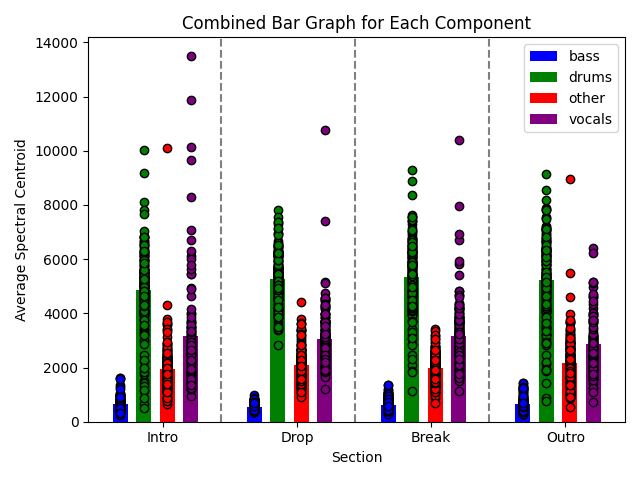 Combined Bar Graph for Each Component
14000
12000
10000
8000
6000
4000
2000
0
Average Spectral Centroid
bass
drums
other
vocals
Intro
Drop
Break
Outro
Section